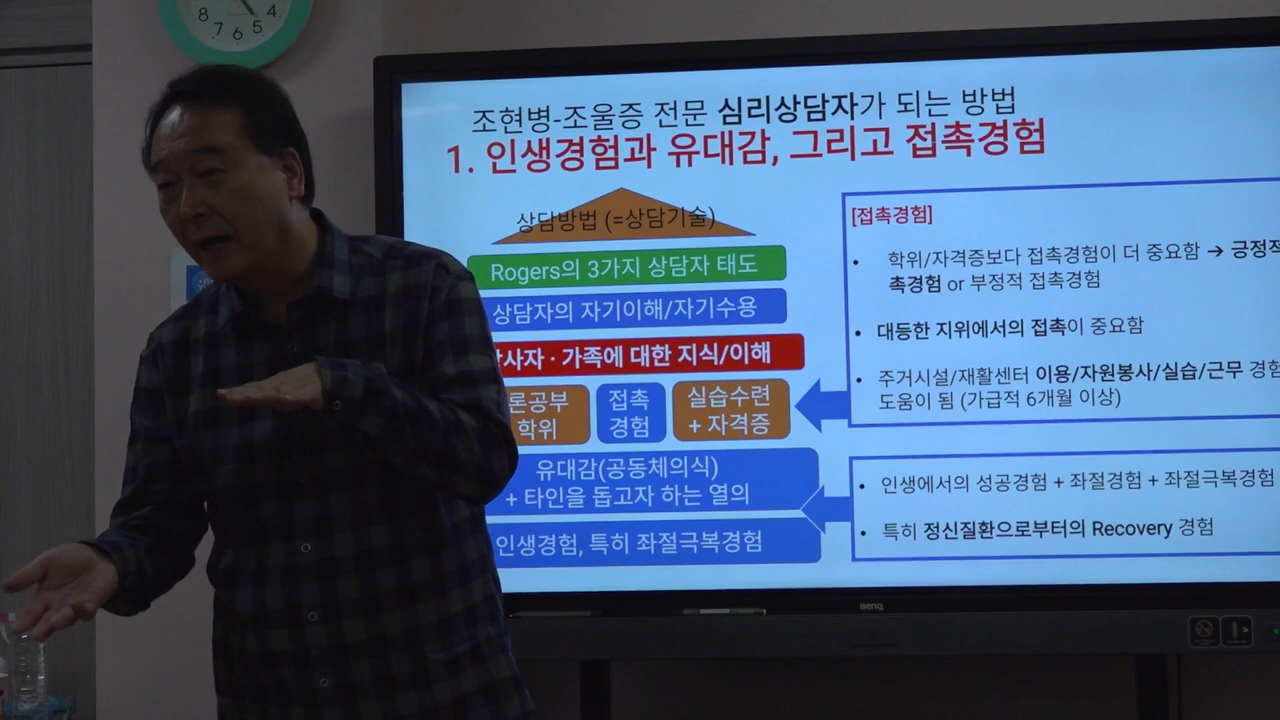 8
7
6
5
4
조현병-조울증 전문 심리상담자가 되는 방법
1. 인생경험과 유대감, 그리고 접촉경험
상담방법 (=상담기술)
Rogers의 3가지 상담자 태도
상담자의 자기이해/자기수용
사자 · 가족에 대한 지식/이해
론공부
학위
접촉
경험
실습수련
+ 자격증
유대감(공동체의식)
+ 타인을 돕고자 하는 열의
인생경험, 특히 좌절극복경험
[접촉경험]
• 학위/자격증보다 접촉경험이 더 중요함 → 긍정적
촉경험 or 부정적 접촉경험
• 대등한 지위에서의 접촉이 중요함
• 주거시설/재활센터 이용/자원봉사/실습/근무 경험
도움이 됨 (가급적 6개월 이상)
• 인생에서의 성공경험 + 좌절경험 + 좌절극복경험
• 특히 정신질환으로부터의 Recovery 경험
BenQ